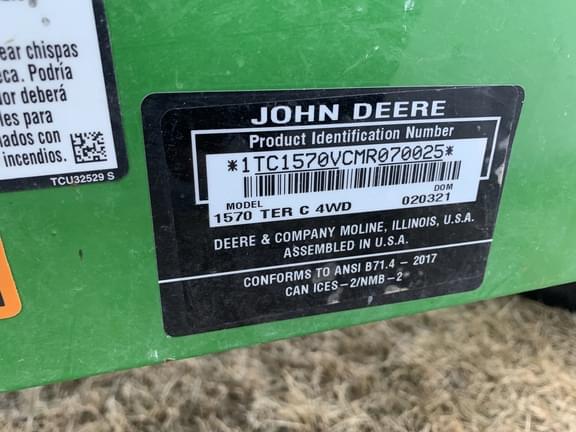 ear chispas
eca. Podría
or deberá
les para
nados con
incendios.
TCU32529 S
JOHN DEERE
Product Identification Number
*1TC1570VCMR070025*
MODEL DOM
1570 TER C 4WD 020321
DEERE & COMPANY MOLINE, ILLINOIS, U.S.A.
ASSEMBLED IN U.S.A.
CONFORMS TO ANSI B71.4 – 2017
CAN ICES–2/NMB–2